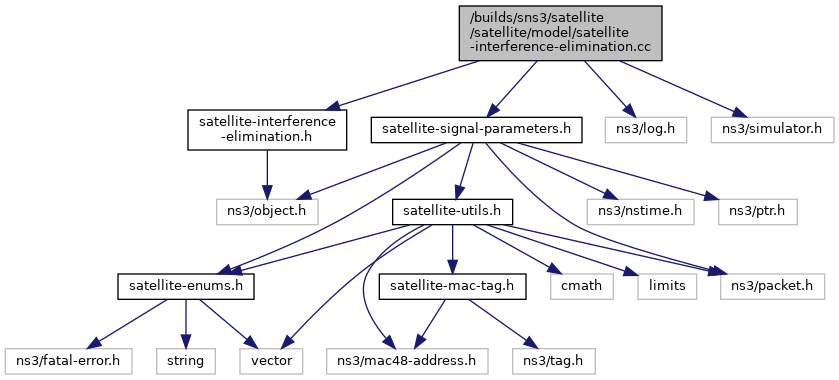 /builds/sns3/satellite
/satellite/model/satellite
-interference-elimination.cc
satellite-interference
-elimination.h
satellite-signal-parameters.h
ns3/log.h
ns3/simulator.h
ns3/object.h
satellite-utils.h
ns3/nstime.h
ns3/ptr.h
satellite-enums.h
satellite-mac-tag.h
cmath
limits
ns3/packet.h
ns3/fatal-error.h
string
vector
ns3/mac48-address.h
ns3/tag.h